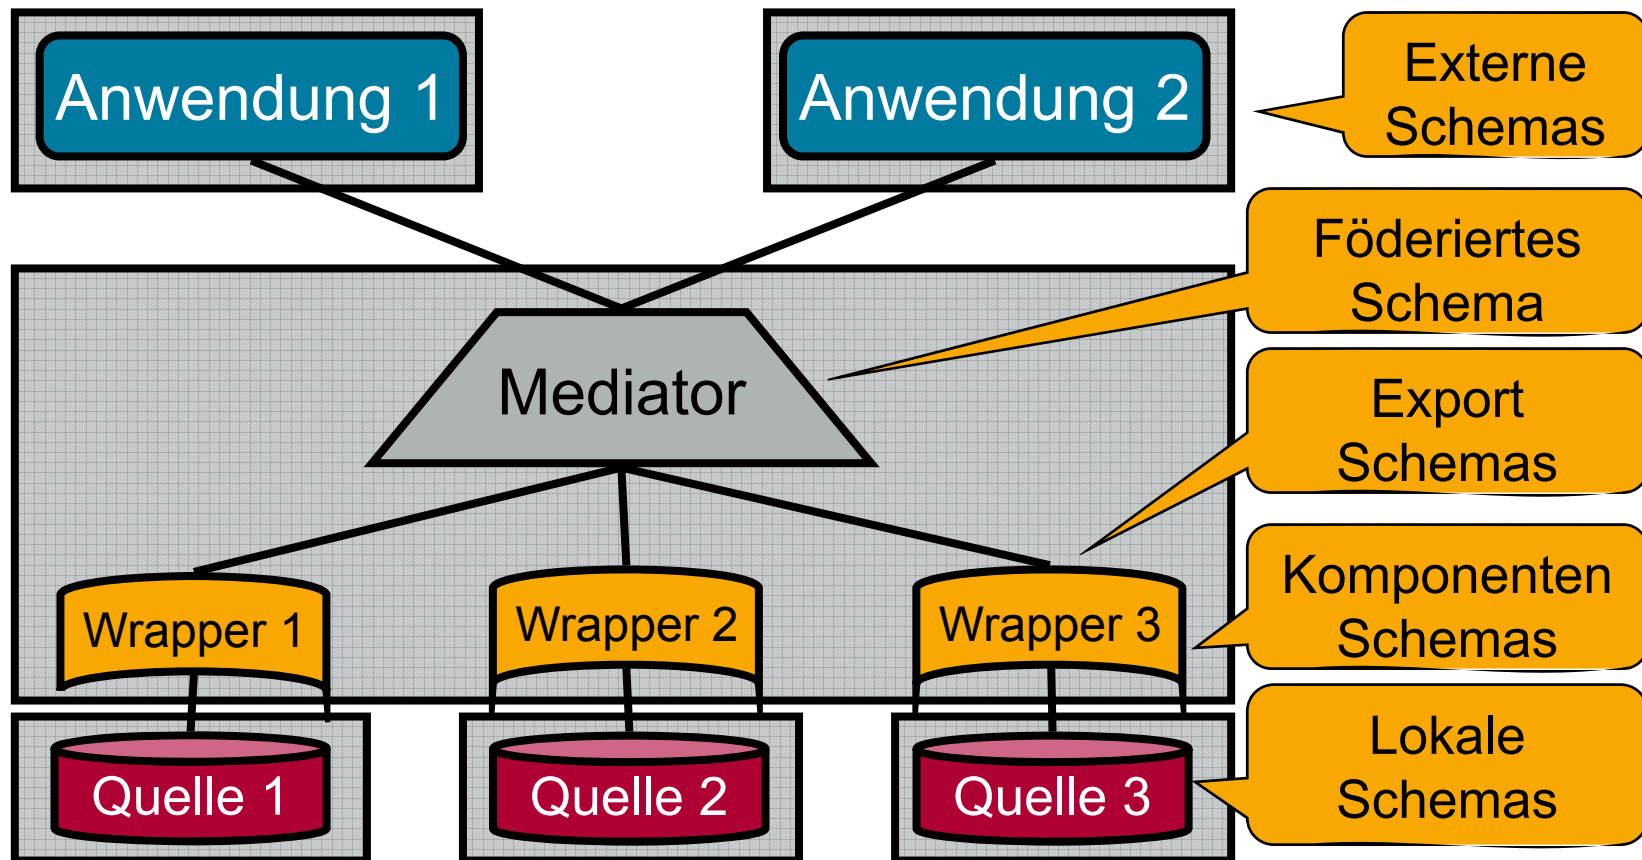 Anwendung 1
Anwendung 2
Externe
Schemas
Föderiertes
Schema
Mediator
Export
Schemas
Wrapper 1
Wrapper 2
Wrapper 3
Komponenten
Schemas
Quelle 1
Quelle 2
Quelle 3
Lokale
Schemas